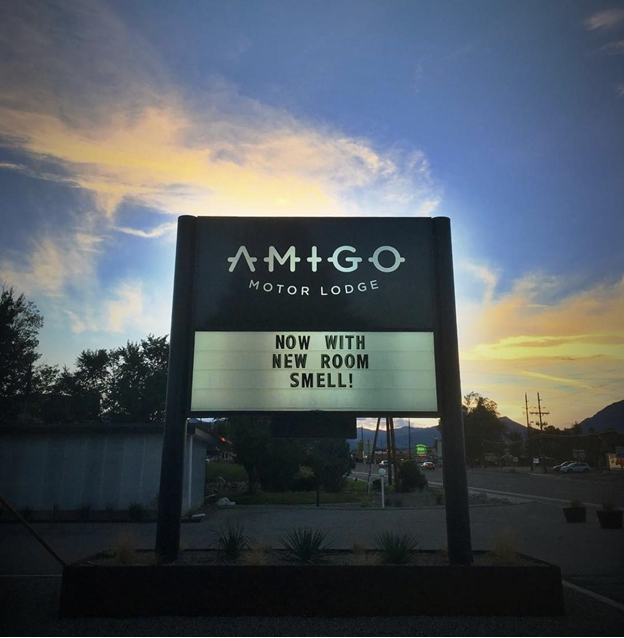 AMIGO
MOTOR LODGE
NOW WITH
NEW ROOM
SMELL!